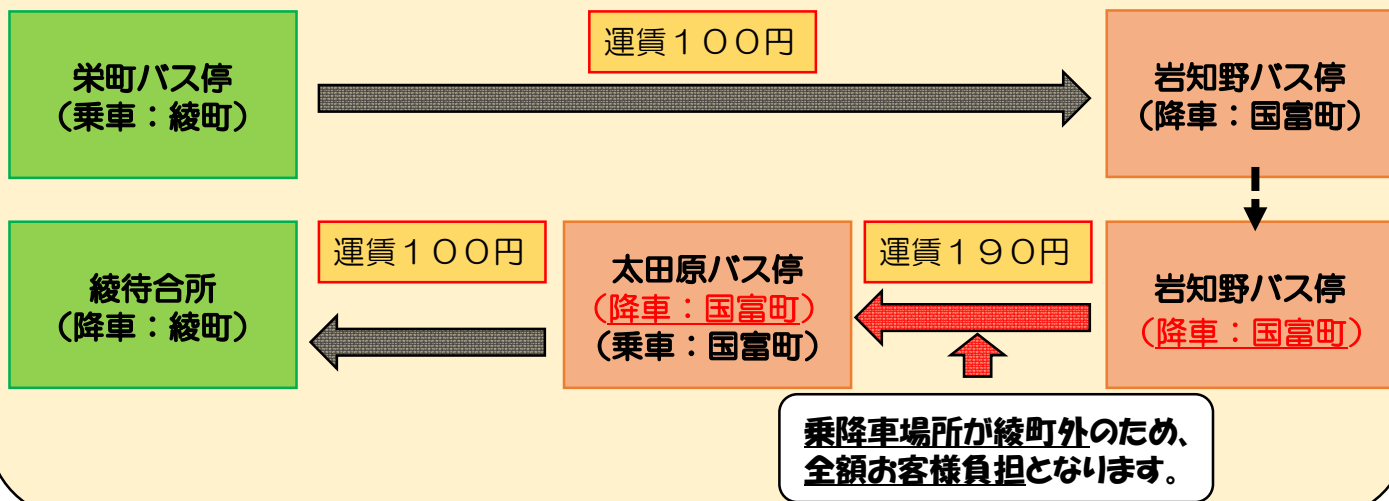 運賃１００円
栄町バス停
（乗車：綾町）
岩知野バス停
（降車：国富町）
綾待合所
（降車：綾町）
運賃１００円
太田原バス停
（降車：国富町）
（乗車：国富町）
運賃１９０円
岩知野バス停
（降車：国富町）
乗降車場所が綾町外のため、
全額お客様負担となります。